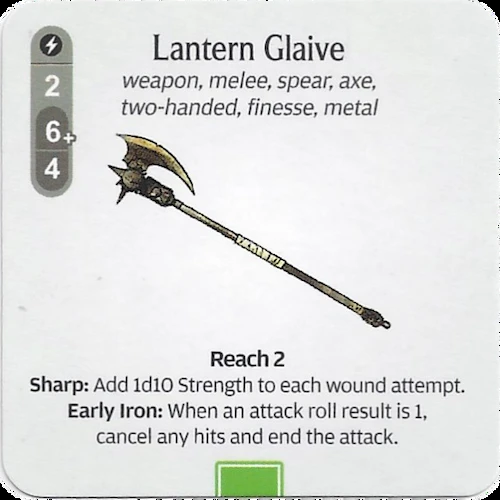 Lantern Glaive
weapon, melee, spear, axe,
two-handed, finesse, metal
2
6+
4
Reach 2
Sharp: Add 1d10 Strength to each wound attempt.
Early Iron: When an attack roll result is 1,
cancel any hits and end the attack.